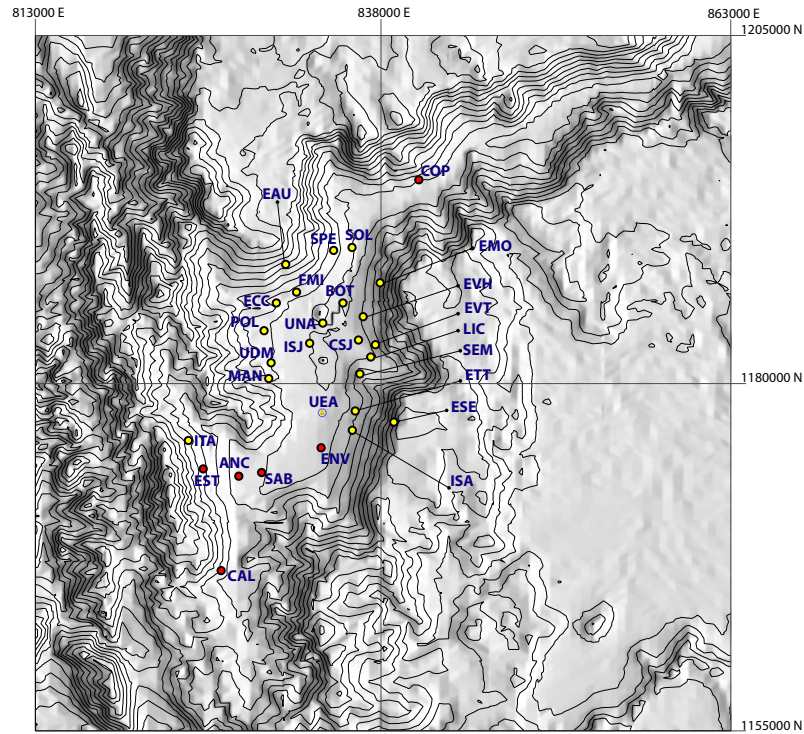 813000 E
838000 E
863000 E
1205000 N
COP
EAU
SPE
SOL
EMO
FMI
BOT
EVH
ECC
EVT
POL
UNA
LIC
ISJ
CSJ
SEM
UDM
MAN
ETT
1180000 N
UEA
ESE
ITA
ENV
ANC
SAB
EST
ISA
CAL
1155000 N